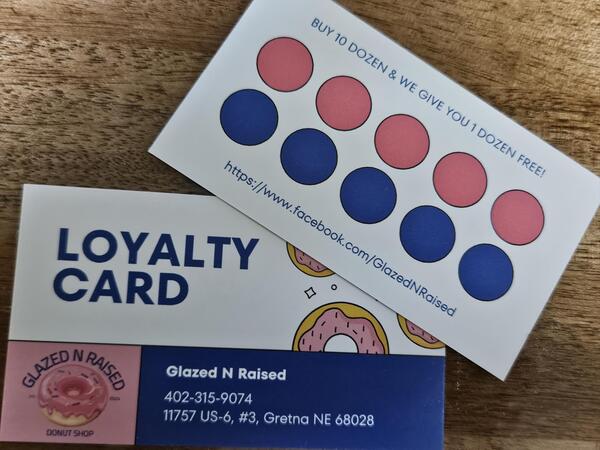 BUY 10 DOZEN & WE GIVE YOU 1 DOZEN FREE!
https://www.facebook.com/GlazedNRaised
LOYALTY
CARD
GLAZED N RAISED
DONUT SHOP
Glazed N Raised
402-315-9074
11757 US-6, #3, Gretna NE 68028